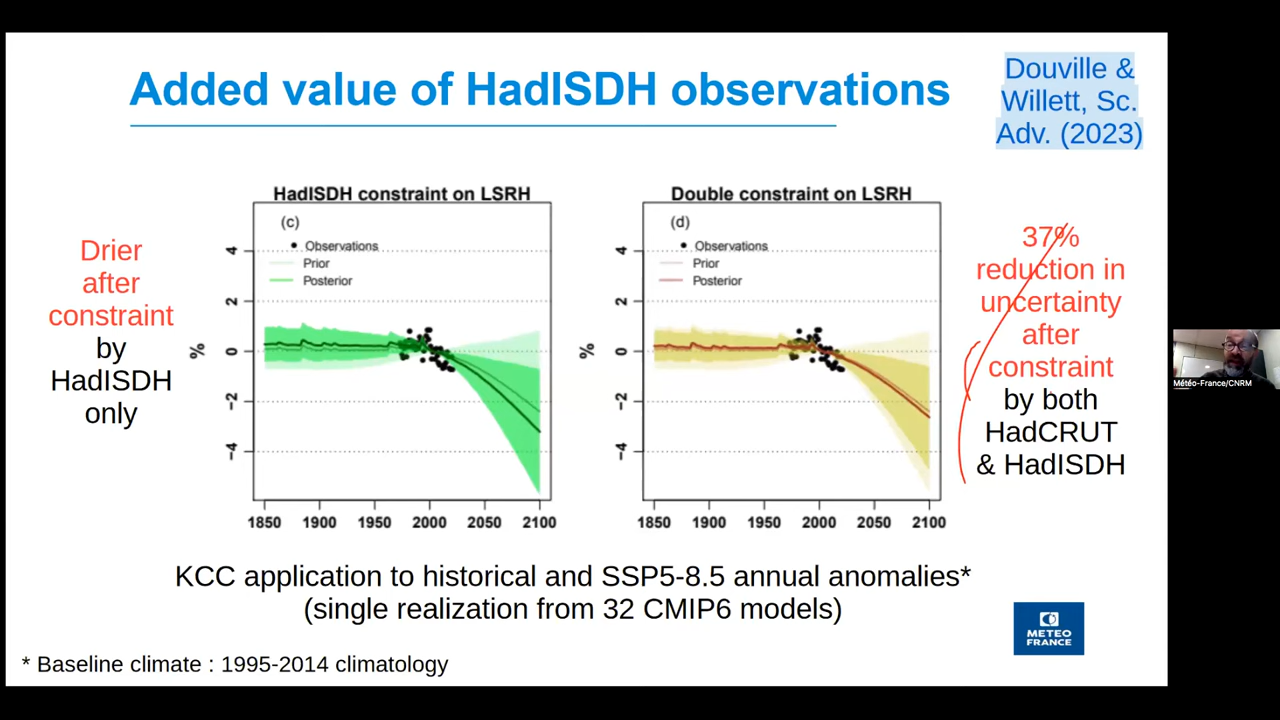 Added value of HadISDH observations
Douville &
Willett, Sc.
Adv. (2023)
Drier
after
constraint
by
HadISDH
only
HadISDH constraint on LSRH
(c)
Observations
Prior
Posterior
%
4
2
0
−2
−4
1850 1900 1950 2000 2050 2100
Double constraint on LSRH
(d)
Observations
Prior
Posterior
%
4
2
0
−2
−4
1850 1900 1950 2000 2050 2100
37%
reduction in
uncertainty
after
constraint
by both
HadCRUT
& HadISDH
KCC application to historical and SSP5-8.5 annual anomalies*
(single realization from 32 CMIP6 models)
METEO
FRANCE
* Baseline climate : 1995-2014 climatology
Météo-France/CNRM